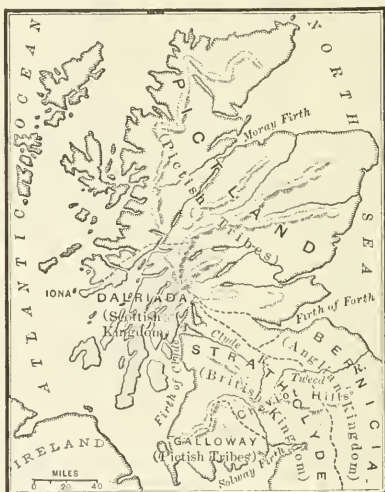 ATLANTIC OCEAN
NORTH
SEA
Moray Firth
(Pictish Tribes)
IONA
DALRIADA
(Scottish
Kingdom)
Firth of Forth
Firth of Clyde
Clyde R.
BERNICIA
(Anglian Kingdom)
STRATHCLYDE
(British Kingdom)
Tweed R.
Hills
GALLOWAY
(Pictish Tribes)
Solway Firth
IRELAND
MILES
0 20 40